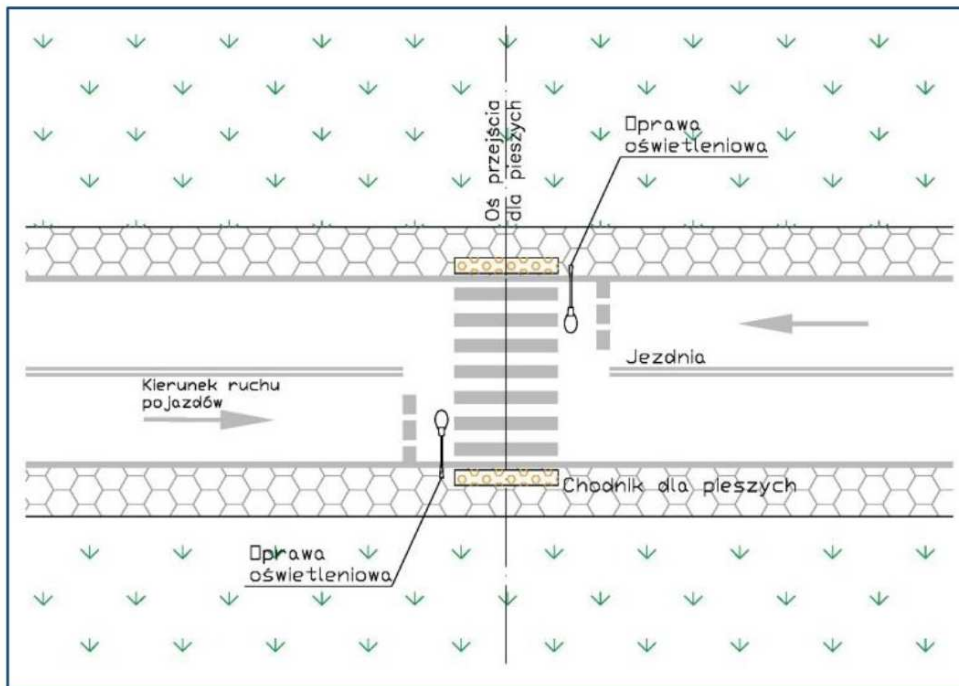 Oś przejścia
dla pieszych
Oprawa
oświetleniowa
Jezdnia
Kierunek ruchu
pojazdów
Chodnik dla pieszych
Oprawa
oświetleniowa